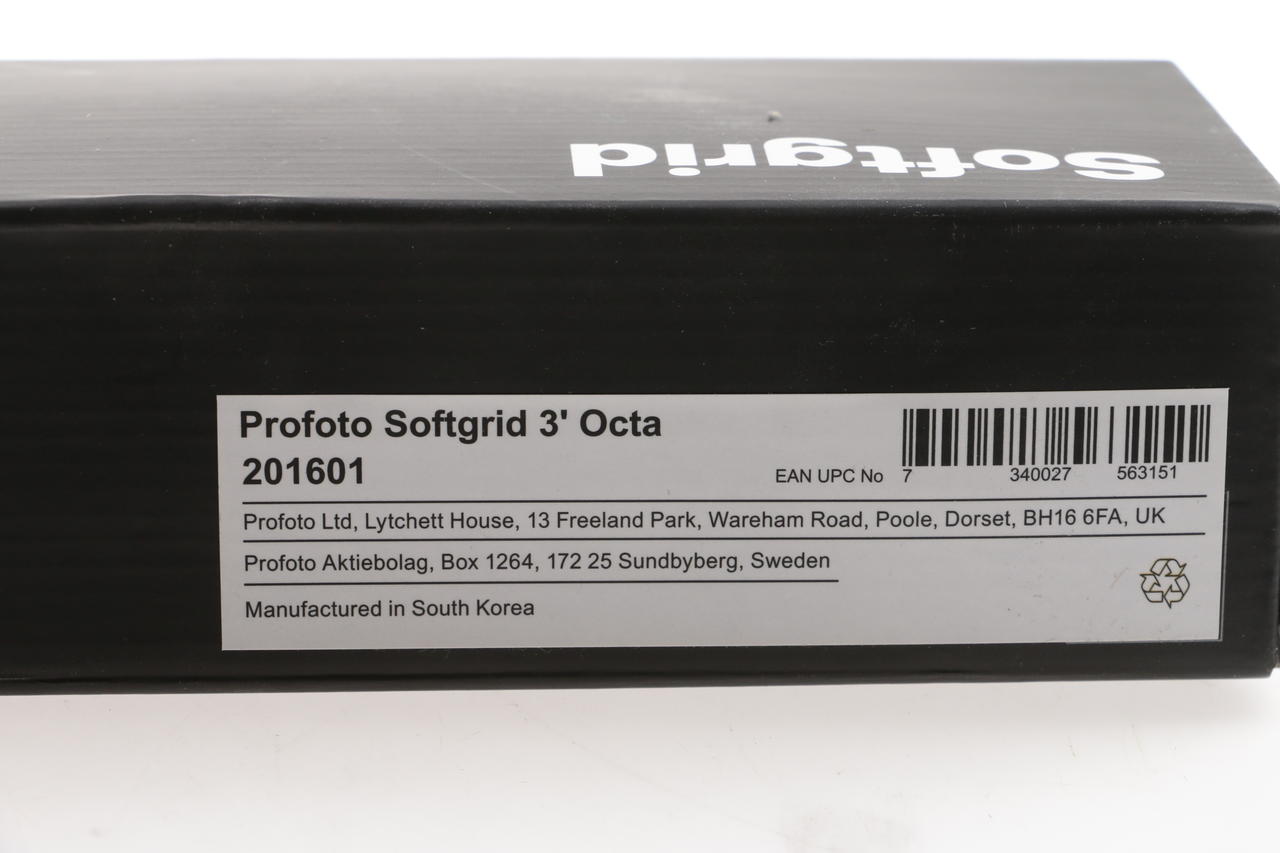 Softgrid
Profoto Softgrid 3' Octa
201601
EAN UPC No 7 340027 563151
Profoto Ltd, Lytchett House, 13 Freeland Park, Wareham Road, Poole, Dorset, BH16 6FA, UK
Profoto Aktiebolag, Box 1264, 172 25 Sundbyberg, Sweden
Manufactured in South Korea